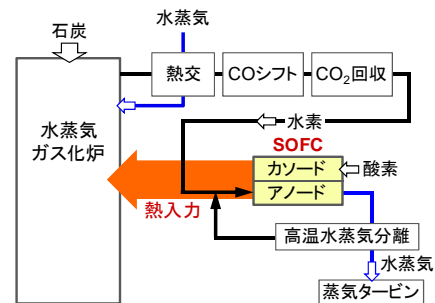 水蒸気
石炭
熱交
COシフト
CO₂回収
水蒸気
ガス化炉
水素
SOFC
カソード
酸素
アノード
熱入力
高温水蒸気分離
水蒸気
蒸気タービン